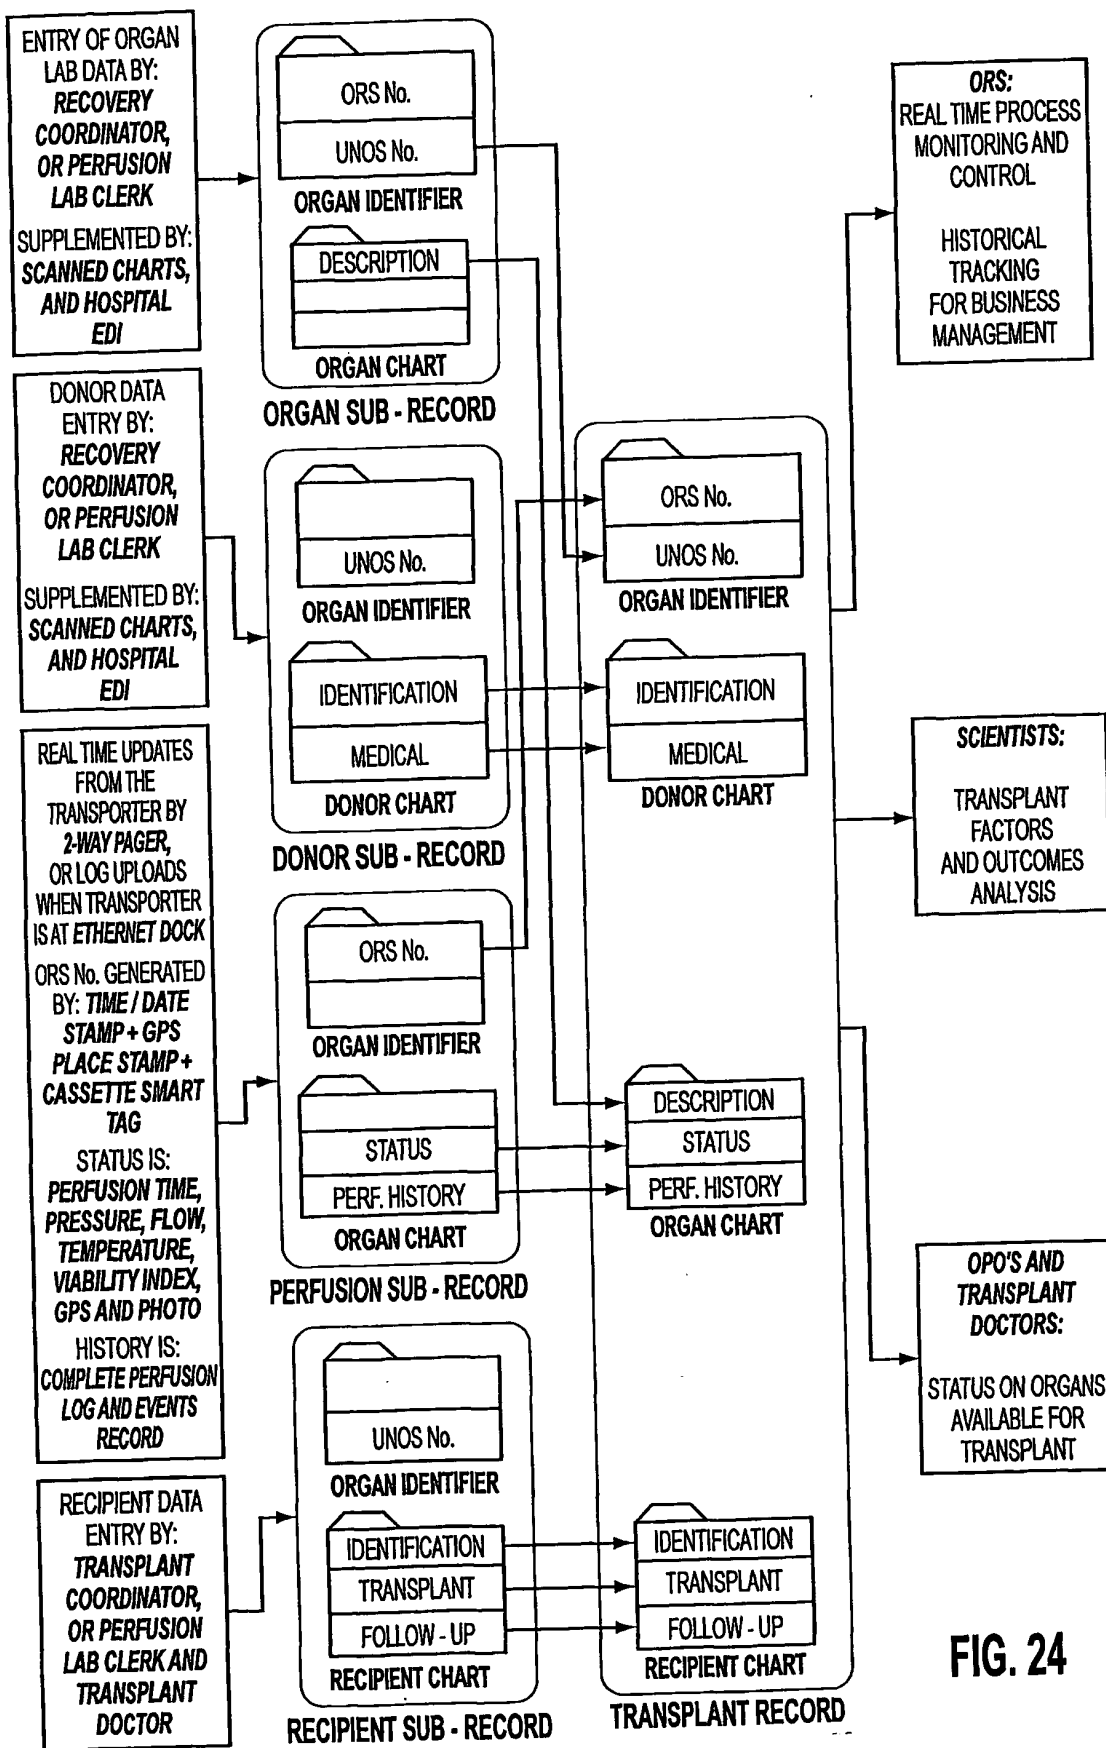 ENTRY OF ORGAN
LAB DATA BY:
RECOVERY
COORDINATOR,
OR PERFUSION
LAB CLERK
SUPPLEMENTED BY:
SCANNED CHARTS,
AND HOSPITAL
EDI
ORS No.
UNOS No.
ORGAN IDENTIFIER
DESCRIPTION
ORGAN CHART
ORGAN SUB - RECORD
DONOR DATA
ENTRY BY:
RECOVERY
COORDINATOR,
OR PERFUSION
LAB CLERK
SUPPLEMENTED BY:
SCANNED CHARTS,
AND HOSPITAL
EDI
UNOS No.
ORGAN IDENTIFIER
IDENTIFICATION
MEDICAL
DONOR CHART
DONOR SUB - RECORD
REAL TIME UPDATES
FROM THE
TRANSPORTER BY
2-WAY PAGER,
OR LOG UPLOADS
WHEN TRANSPORTER
IS AT ETHERNET DOCK
ORS No. GENERATED
BY: TIME / DATE
STAMP + GPS
PLACE STAMP +
CASSETTE SMART
TAG
STATUS IS:
PERFUSION TIME,
PRESSURE, FLOW,
TEMPERATURE,
VIABILITY INDEX,
GPS AND PHOTO
HISTORY IS:
COMPLETE PERFUSION
LOG AND EVENTS
RECORD
ORS No.
ORGAN IDENTIFIER
STATUS
PERF. HISTORY
ORGAN CHART
PERFUSION SUB - RECORD
RECIPIENT DATA
ENTRY BY:
TRANSPLANT
COORDINATOR,
OR PERFUSION
LAB CLERK AND
TRANSPLANT
DOCTOR
UNOS No.
ORGAN IDENTIFIER
IDENTIFICATION
TRANSPLANT
FOLLOW - UP
RECIPIENT CHART
RECIPIENT SUB - RECORD
ORS No.
UNOS No.
ORGAN IDENTIFIER
IDENTIFICATION
MEDICAL
DONOR CHART
DESCRIPTION
STATUS
PERF. HISTORY
ORGAN CHART
IDENTIFICATION
TRANSPLANT
FOLLOW - UP
RECIPIENT CHART
TRANSPLANT RECORD
ORS:
REAL TIME PROCESS
MONITORING AND
CONTROL
HISTORICAL
TRACKING
FOR BUSINESS
MANAGEMENT
SCIENTISTS:
TRANSPLANT
FACTORS
AND OUTCOMES
ANALYSIS
OPO'S AND
TRANSPLANT
DOCTORS:
STATUS ON ORGANS
AVAILABLE FOR
TRANSPLANT
FIG. 24